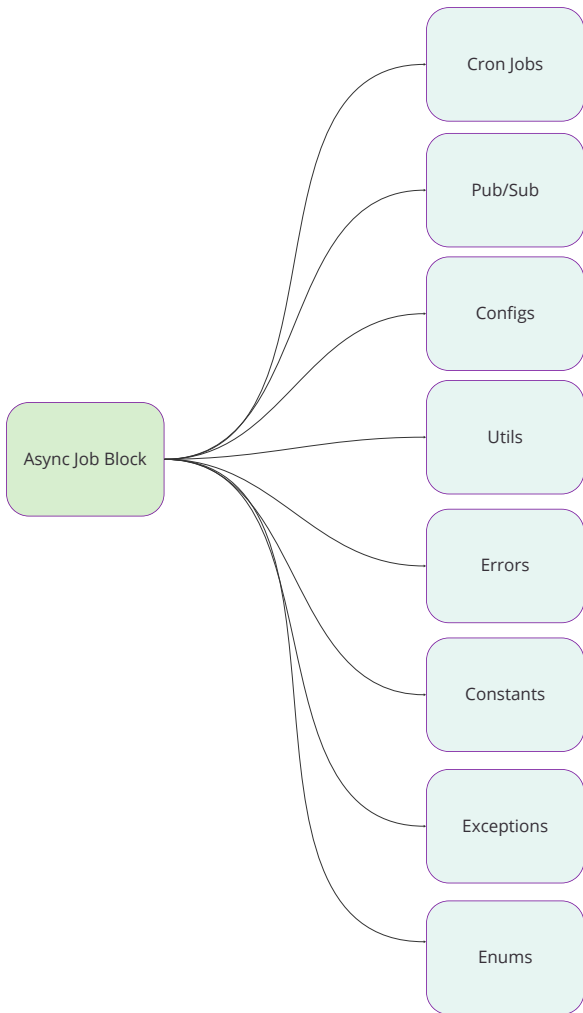 Cron Jobs
Pub/Sub
Configs
Async Job Block
Utils
Errors
Constants
Exceptions
Enums